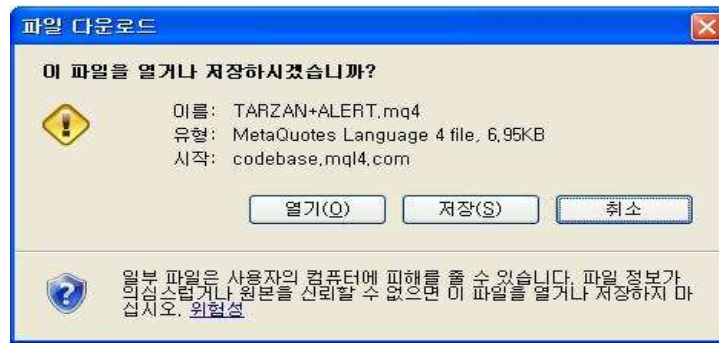 파일 다운로드
이 파일을 열거나 저장하시겠습니까?
이름: TARZAN+ALERT.mq4
유형: MetaQuotes Language 4 file, 6,95KB
시작: codebase.mql4.com
열기(O) 저장(S) 취소
일부 파일은 사용자의 컴퓨터에 피해를 줄 수 있습니다. 파일 정보가
의심스럽거나 원본을 신뢰할 수 없으면 이 파일을 열거나 저장하지 마
십시오. 위험성